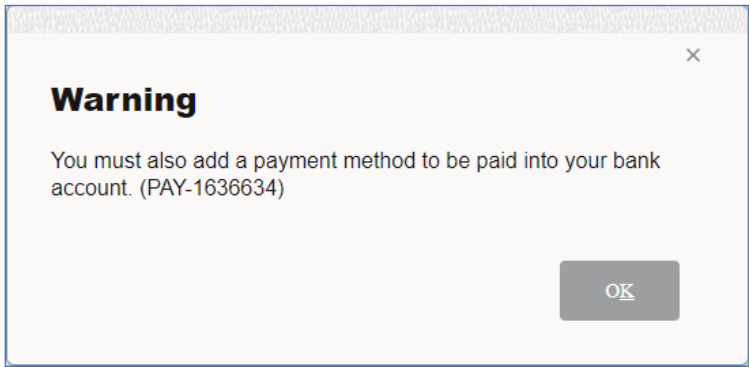 Warning
You must also add a payment method to be paid into your bank
account. (PAY-1636634)
OK